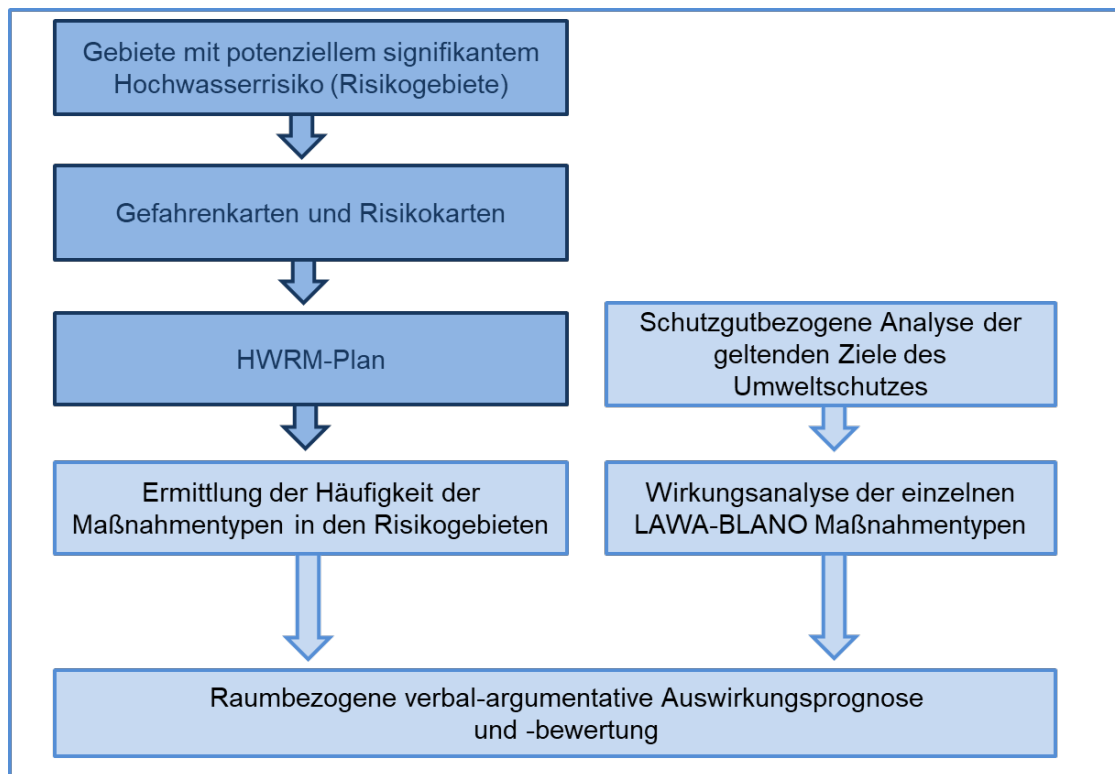 Gebiete mit potenziellem signifikantem
Hochwasserrisiko (Risikogebiete)
Gefahrenkarten und Risikokarten
HWRM-Plan
Ermittlung der Häufigkeit der
Maßnahmentypen in den Risikogebieten
Schutzgutbezogene Analyse der
geltenden Ziele des
Umweltschutzes
Wirkungsanalyse der einzelnen
LAWA-BLANO Maßnahmentypen
Raumbezogene verbal-argumentative Auswirkungsprognose
und -bewertung